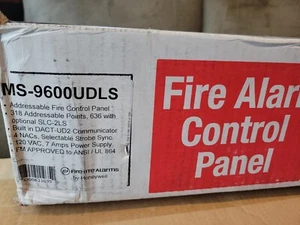 MS-9600UDLS
• Addressable Fire Control Panel
• 318 Addressable Points, 636 with
optional SLC-2LS
• Built in DACT-UD2 Communicator
4 NACs, Selectable Strobe Sync
120 VAC, 7 Amps Power Supply
FM APPROVED to ANSI / UL 864
Fire•Lite Alarms
by Honeywell
Fire Alarm
Control
Panel